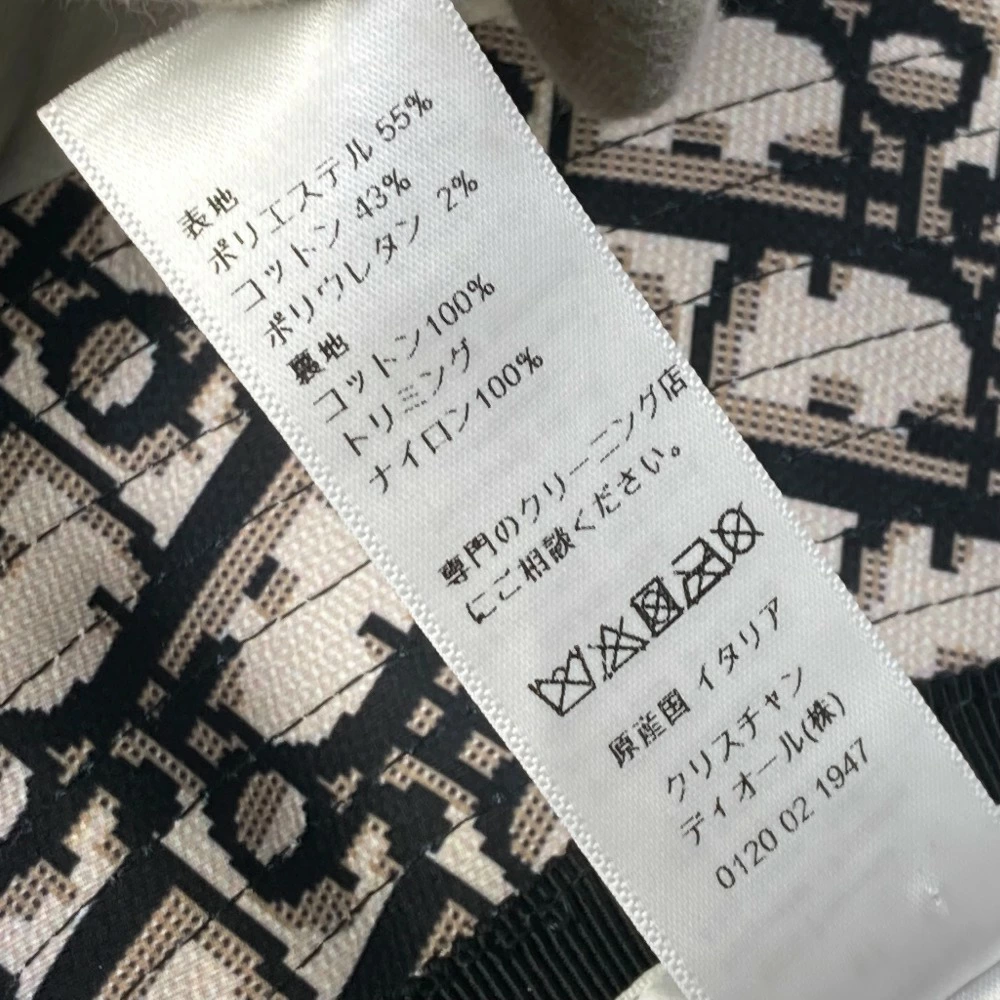 表地
ポリエステル 55%
コットン 43%
ポリウレタン 2%
裏地
コットン100%
トリミング
ナイロン100%
専門のクリーニング店
にご相談ください。
原産国 イタリア
クリスチャン
ディオール(株)
0120 02 1947